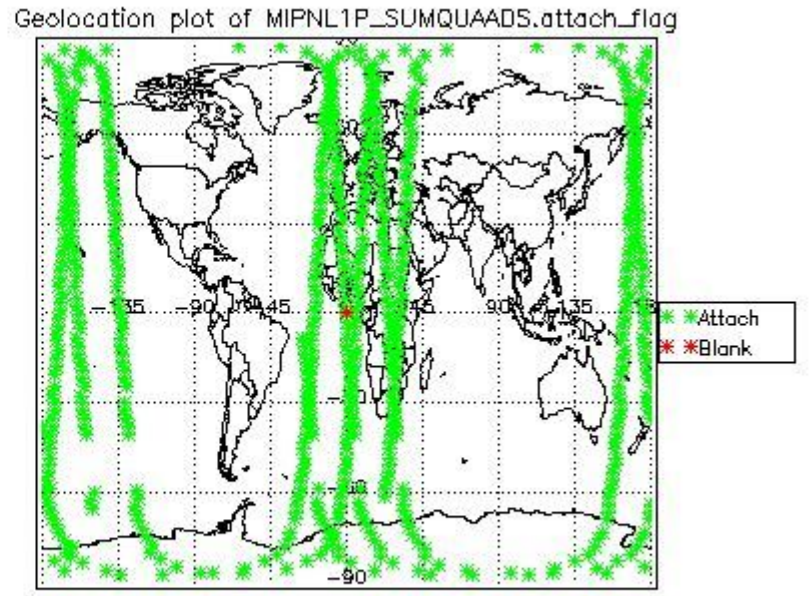 Geolocation plot of MIPNL1P_SUMQUAADS.attach_flag
-135
-90
-45
45
90
135
Attach
Blank
-90